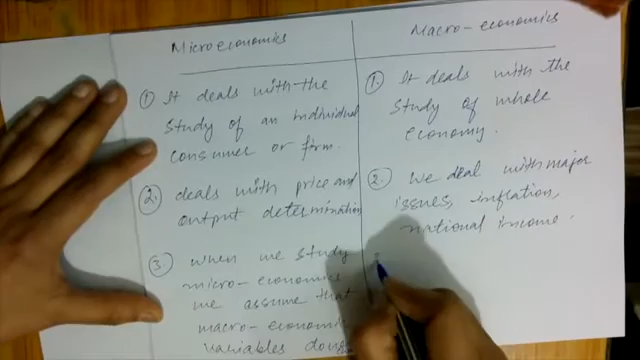 Microeconomics
① It deals with the
study of an individual
consumer or firm.
② deals with price and
output determination
③ When we study
micro-economics
we assume that
macro-economic
variables
Macro-economics
①. It deals with the
study of whole
economy.
②. We deal with major
issues, inflation,
national income.